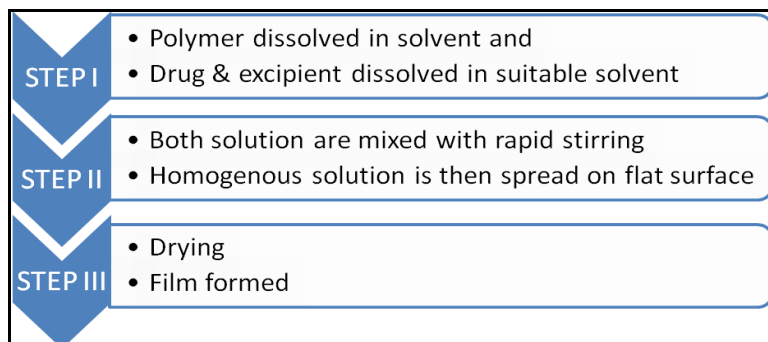 STEP I
• Polymer dissolved in solvent and
• Drug & excipient dissolved in suitable solvent
STEP II
• Both solution are mixed with rapid stirring
• Homogenous solution is then spread on flat surface
STEP III
• Drying
• Film formed